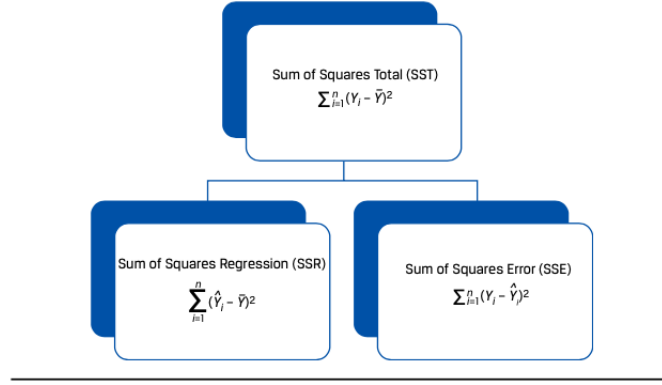 Sum of Squares Total (SST)
∑ⁿᵢ₌₁(Yᵢ – Ȳ)²
Sum of Squares Regression (SSR)
∑ⁿᵢ₌₁(Ŷᵢ – Ȳ)²
Sum of Squares Error (SSE)
∑ⁿᵢ₌₁(Yᵢ – Ŷᵢ)²